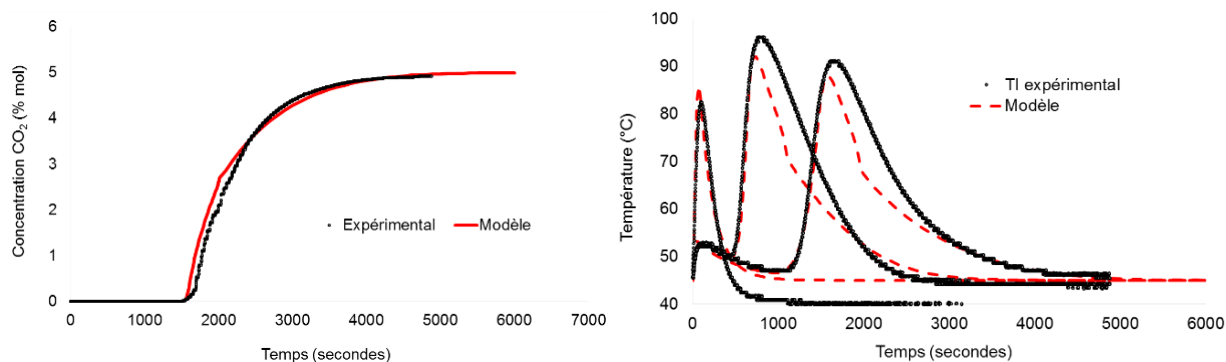 6
5
4
3
2
1
0
Concentration CO₂ (% mol)
Expérimental
Modèle
0 1000 2000 3000 4000 5000 6000 7000
Temps (secondes)
100
90
80
70
60
50
40
Température (°C)
TI expérimental
Modèle
0 1000 2000 3000 4000 5000 6000
Temps (secondes)